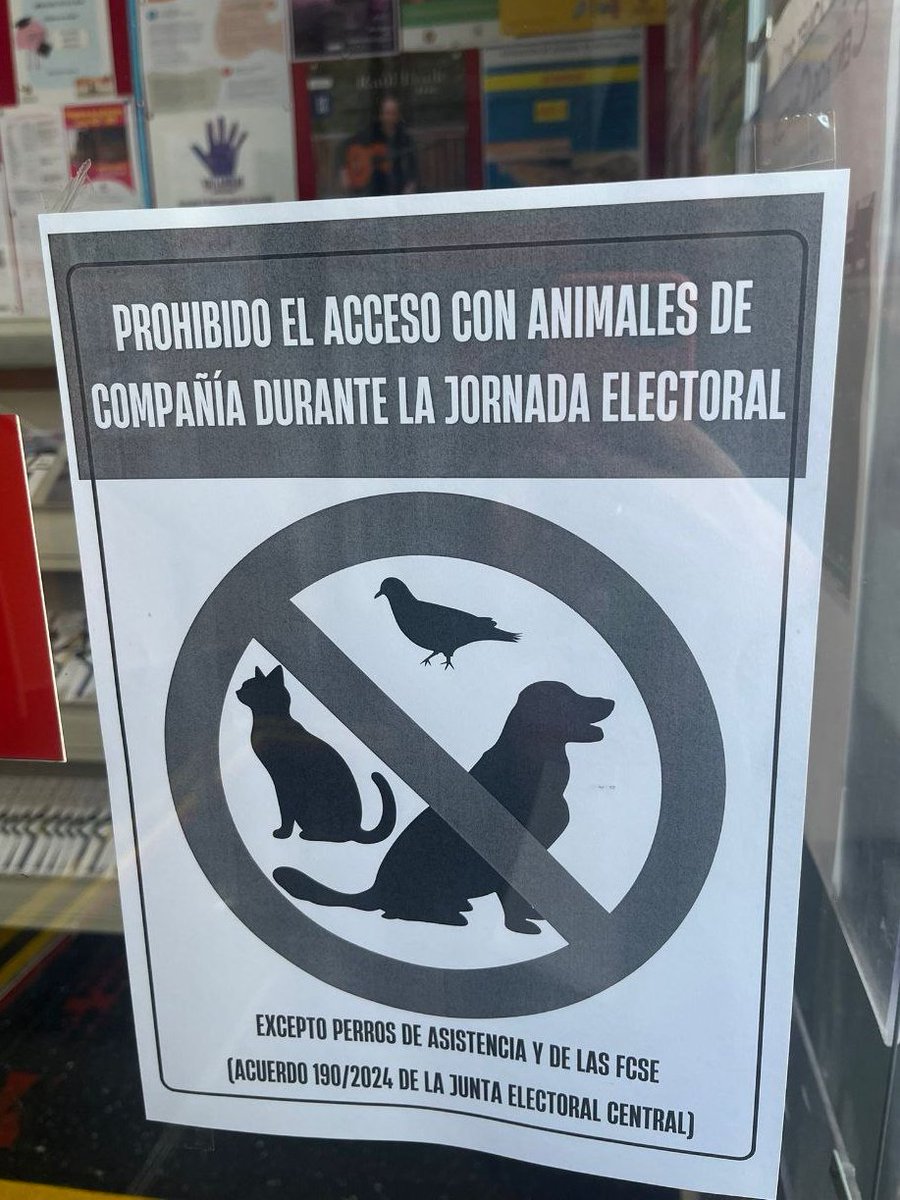 PROHIBIDO EL ACCESO CON ANIMALES DE
COMPAÑÍA DURANTE LA JORNADA ELECTORAL
EXCEPTO PERROS DE ASISTENCIA Y DE LAS FCSE
(ACUERDO 190/2024 DE LA JUNTA ELECTORAL CENTRAL)